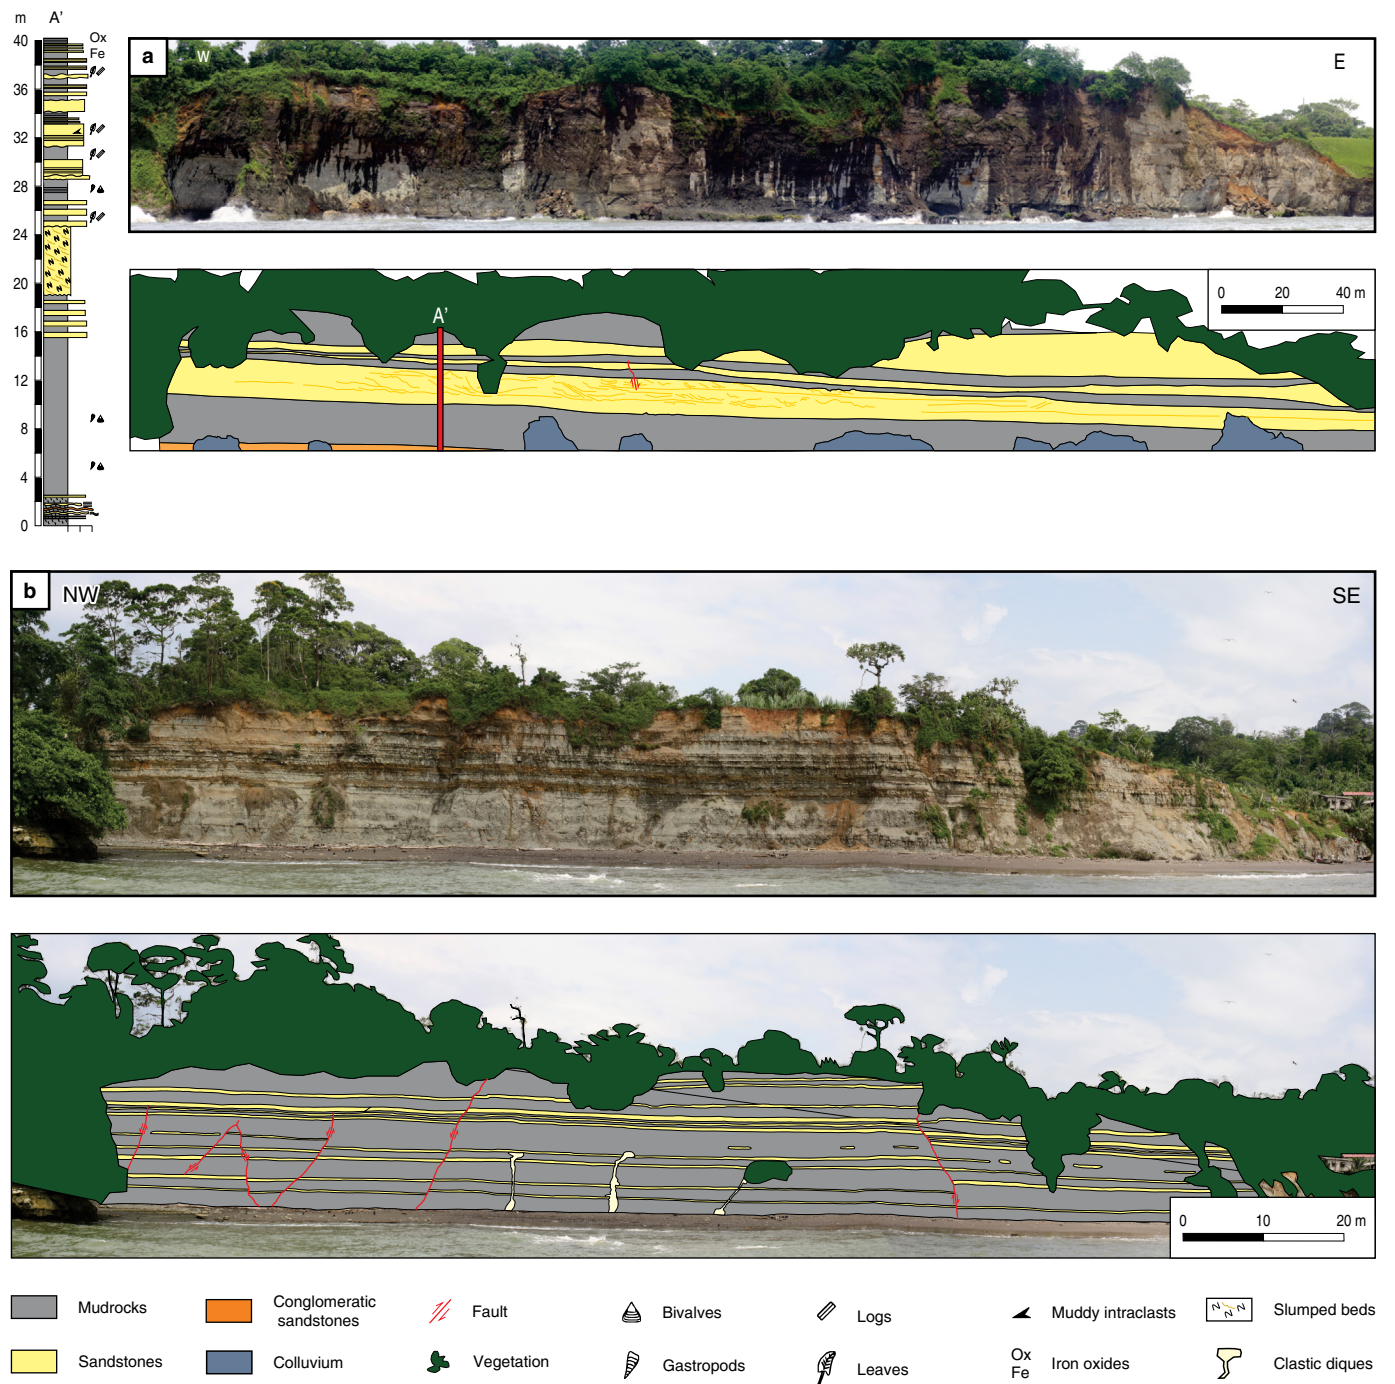 m A’
40
36
32
28
24
20
16
12
8
4
0
Ox
Fe
a
W
E
A’
0 20 40 m
b
NW
SE
0 10 20 m
Mudrocks
Conglomeratic
sandstones
Fault
Bivalves
Logs
Muddy intraclasts
Slumped beds
Sandstones
Colluvium
Vegetation
Gastropods
Leaves
Ox
Fe
Iron oxides
Clastic diques